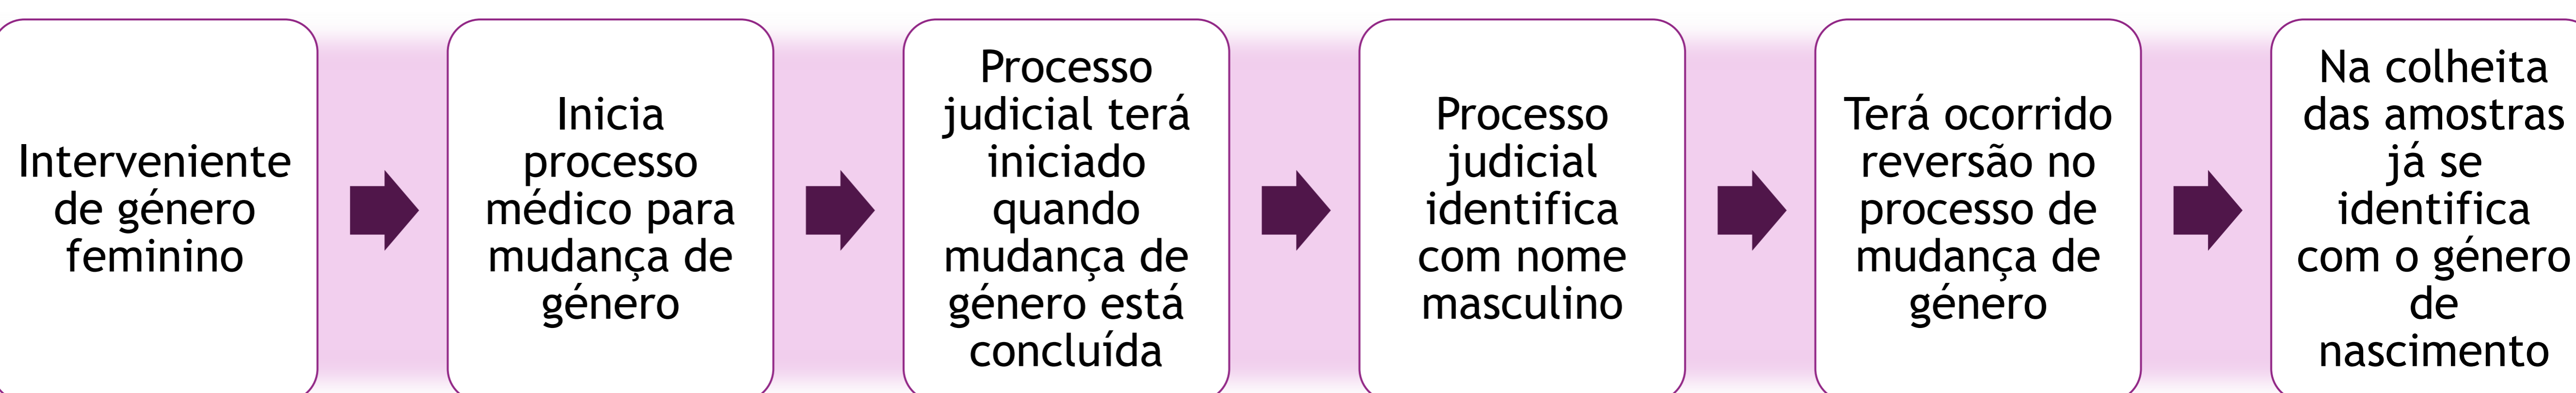 Interveniente
de género
feminino
Inicia
processo
médico para
mudança de
género
Processo
judicial terá
iniciado
quando
mudança de
género está
concluída
Processo
judicial
identifica
com nome
masculino
Terá ocorrido
reversão no
processo de
mudança de
género
Na colheita
das amostras
já se
identifica
com o género
de
nascimento